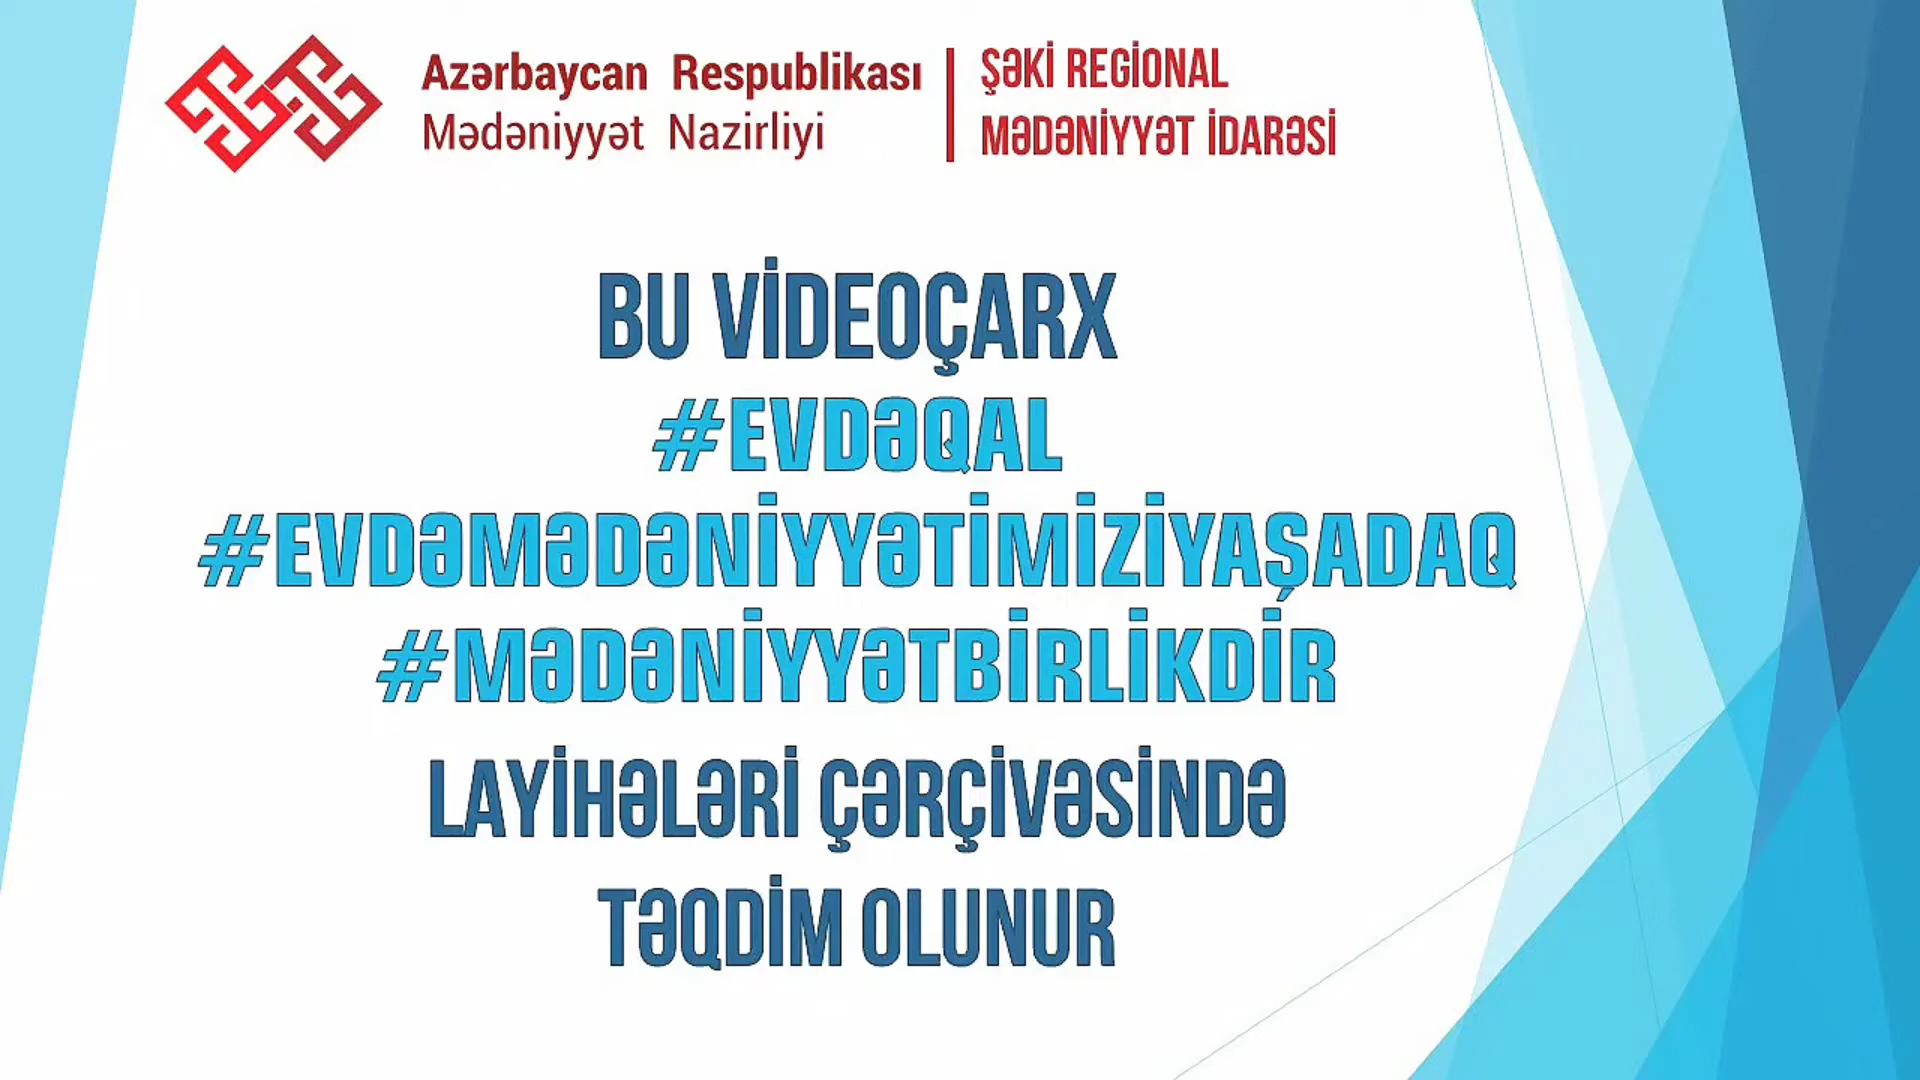 Azərbaycan Respublikası
Mədəniyyət Nazirliyi
ŞƏKİ REGİONAL
MƏDƏNİYYƏT İDARƏSİ
BU VİDEOÇARX
#EVDƏQAL
#EVDƏMƏDƏNİYYƏTİMİZİYAŞADAQ
#MƏDƏNİYYƏTBİRLİKDİR
LAYİHƏLƏRİ ÇƏRÇİVƏSİNDƏ
TƏQDİM OLUNUR